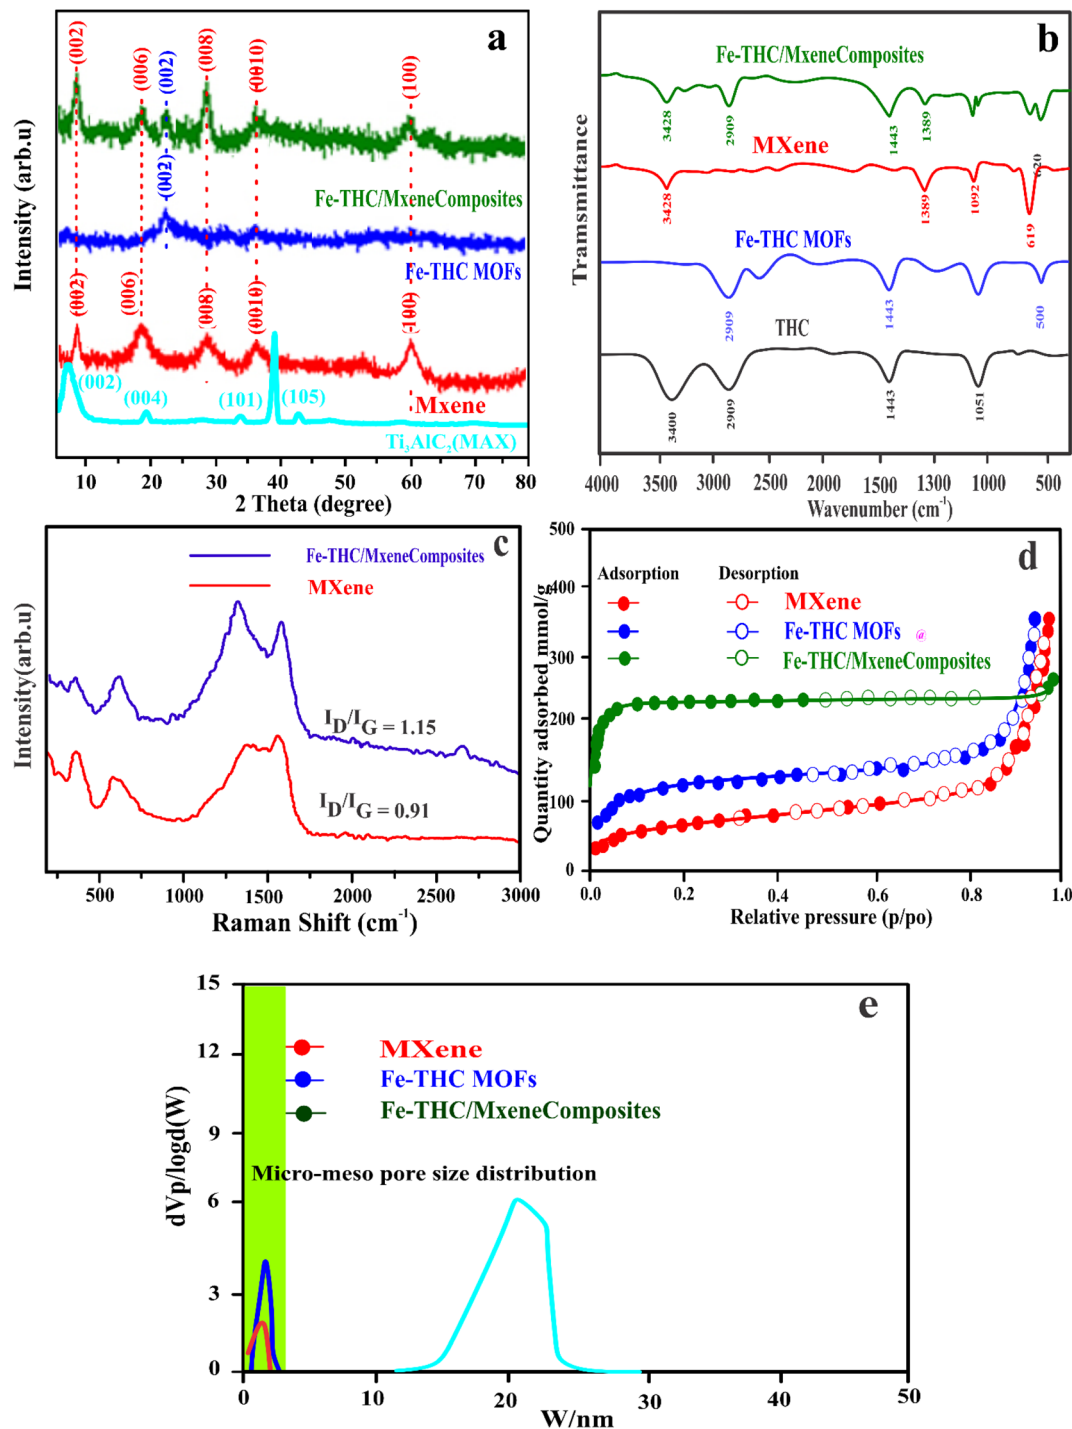 a
Intensity (arb.u)
(002)
(006)
(002)
(008)
(0010)
(100)
(002)
Fe-THC/MxeneComposites
Fe-THC MOFs
(002)
(006)
(008)
(0010)
(100)
(002)
(004)
(101)
(105)
Mxene
Ti3AlC2(MAX)
10 20 30 40 50 60 70 80
2 Theta (degree)
b
Tramsmittance
Fe-THC/MxeneComposites
3428
2909
1443
1389
MXene
620
3428
1389
1092
619
Fe-THC MOFs
2909
1443
500
THC
3400
2909
1443
1051
4000 3500 3000 2500 2000 1500 1300 1000 500
Wavenumber (cm-1)
c
Intensity(arb.u)
Fe-THC/MxeneComposites
MXene
ID/IG = 1.15
ID/IG = 0.91
500 1000 1500 2000 2500 3000
Raman Shift (cm-1)
d
Quantity adsorbed mmol/g
500
400
300
200
100
0
Adsorption Desorption
MXene
Fe-THC MOFs @
Fe-THC/MxeneComposites
0.0 0.2 0.4 0.6 0.8 1.0
Relative pressure (p/po)
e
dVp/logd(W)
15
12
9
6
3
0
MXene
Fe-THC MOFs
Fe-THC/MxeneComposites
Micro-meso pore size distribution
0 10 20 30 40 50
W/nm